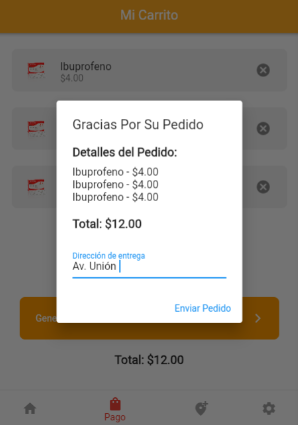 Mi Carrito
Ibuprofeno
$4.00
Gracias Por Su Pedido
Detalles del Pedido:
Ibuprofeno - $4.00
Ibuprofeno - $4.00
Ibuprofeno - $4.00
Total: $12.00
Dirección de entrega
Av. Unión
Enviar Pedido
Gene
Total: $12.00
Pago